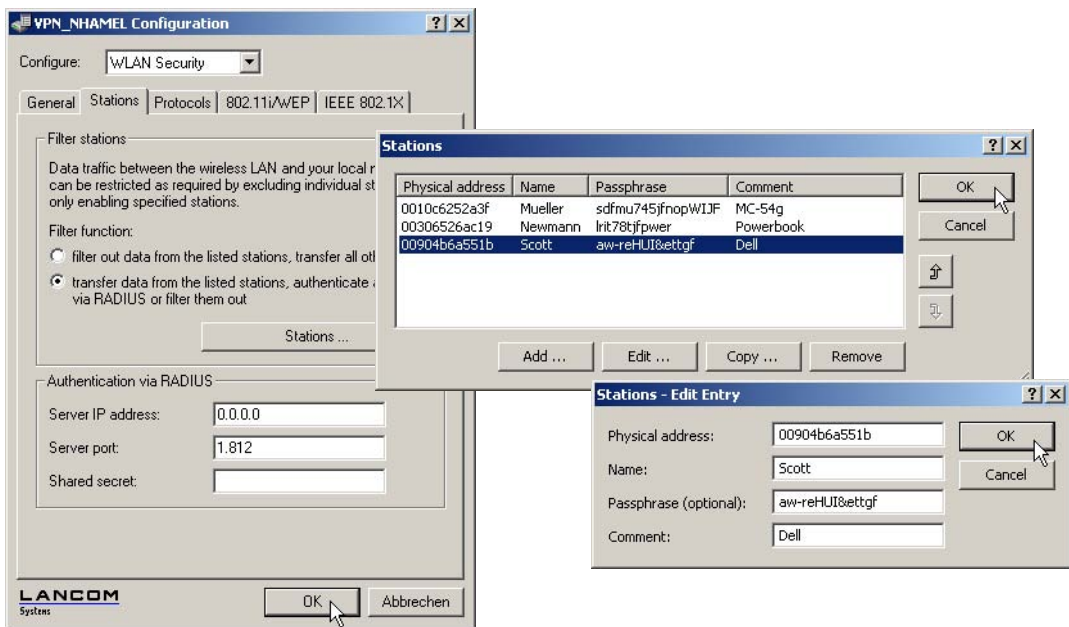 VPN_NHAMEL Configuration
Configure: WLAN Security
General Stations Protocols 802.11i/WEP IEEE 802.1X
Filter stations
Data traffic between the wireless LAN and your local
can be restricted as required by excluding individual
only enabling specified stations.
Filter function:
filter out data from the listed stations, transfer all
transfer data from the listed stations, authenticate
via RADIUS or filter them out
Stations ...
Authentication via RADIUS
Server IP address: 0.0.0.0
Server port: 1.812
Shared secret:
LANCOM
Systems
OK Abbrechen
Stations
Physical address Name Passphrase Comment
0010c6252a3f Mueller sdfmu745jfnopWIJF MC-54g
00306526ac19 Newmann lrit78tjfpwer Powerbook
00904b6a551b Scott aw-reHUI&ettgf Dell
OK
Cancel
Add ... Edit ... Copy ... Remove
Stations - Edit Entry
Physical address: 00904b6a551b
Name: Scott
Passphrase (optional): aw-reHUI&ettgf
Comment: Dell
OK
Cancel